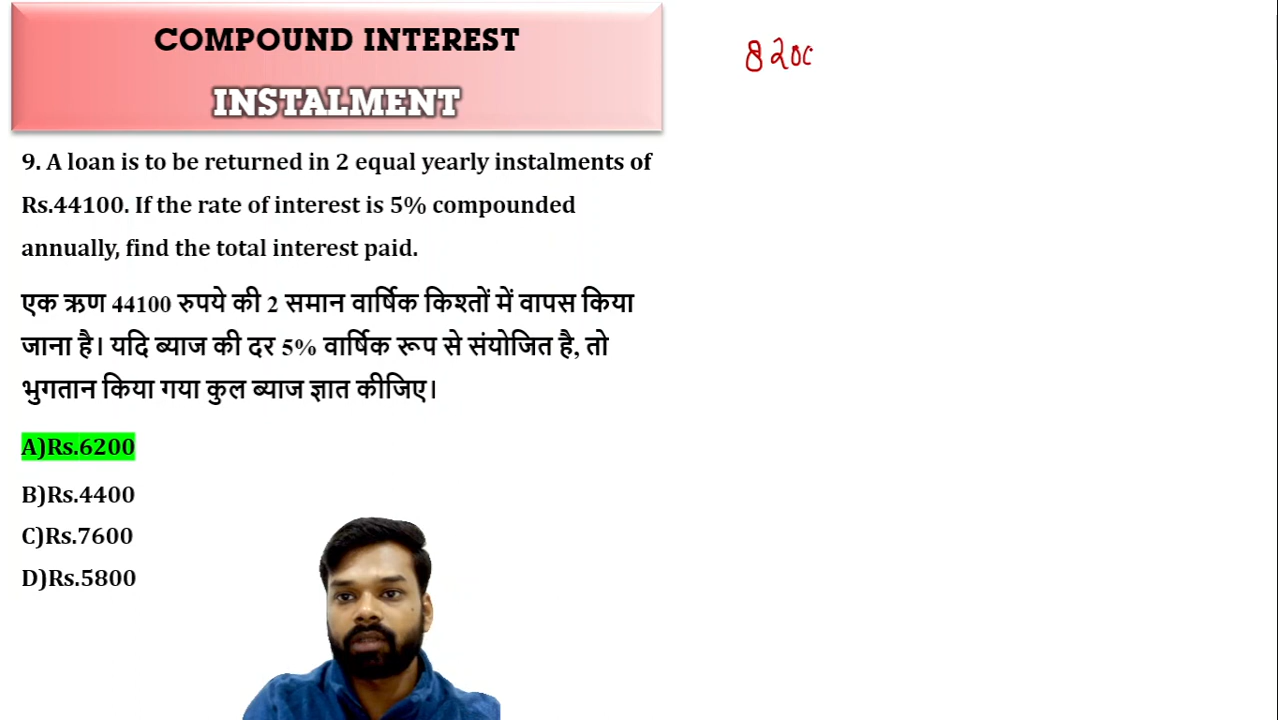 COMPOUND INTEREST
INSTALMENT
8200
9. A loan is to be returned in 2 equal yearly instalments of
Rs.44100. If the rate of interest is 5% compounded
annually, find the total interest paid.
एक ऋण 44100 रुपये की 2 समान वार्षिक किश्तों में वापस किया
जाना है। यदि ब्याज की दर 5% वार्षिक रूप से संयोजित है, तो
भुगतान किया गया कुल ब्याज ज्ञात कीजिए।
A)Rs.6200
B)Rs.4400
C)Rs.7600
D)Rs.5800